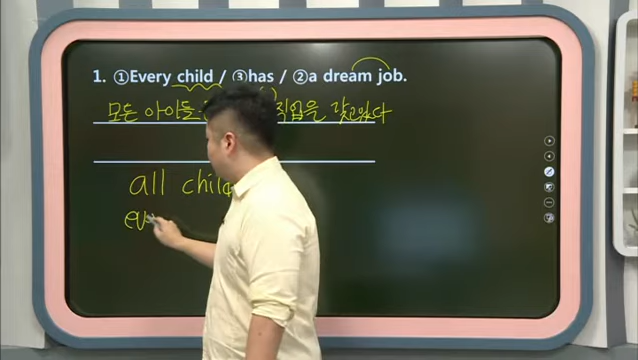 1. ①Every child / ③has / ②a dream job.
모든 아이들 직업을 갖고있다
all child
ev